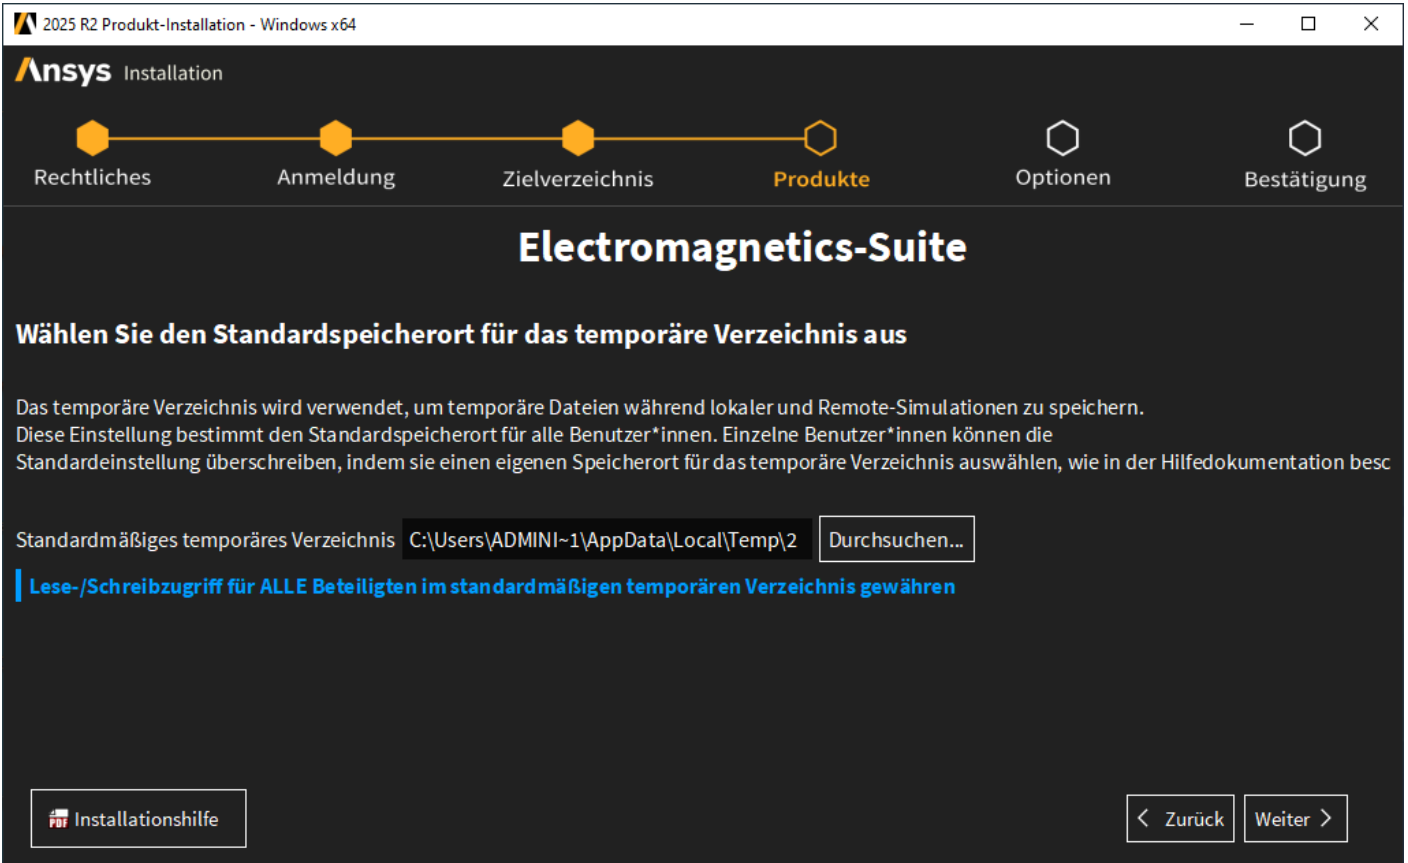 2025 R2 Produkt-Installation - Windows x64
Ansys Installation
Rechtliches Anmeldung Zielverzeichnis Produkte Optionen Bestätigung
Electromagnetics-Suite
Wählen Sie den Standardspeicherort für das temporäre Verzeichnis aus
Das temporäre Verzeichnis wird verwendet, um temporäre Dateien während lokaler und Remote-Simulationen zu speichern.
Diese Einstellung bestimmt den Standardspeicherort für alle Benutzer*innen. Einzelne Benutzer*innen können die
Standardeinstellung überschreiben, indem sie einen eigenen Speicherort für das temporäre Verzeichnis auswählen, wie in der Hilfedokumentation besc
Standardmäßiges temporäres Verzeichnis C:\Users\ADMINI~1\AppData\Local\Temp\2 Durchsuchen...
Lese-/Schreibzugriff für ALLE Beteiligten im standardmäßigen temporären Verzeichnis gewähren
PDF Installationshilfe Zurück Weiter